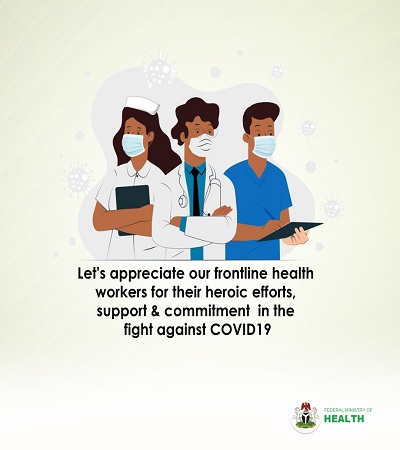 Let's appreciate our frontline health
workers for their heroic efforts,
support & commitment in the
fight against COVID19
FEDERAL MINISTRY OF
HEALTH